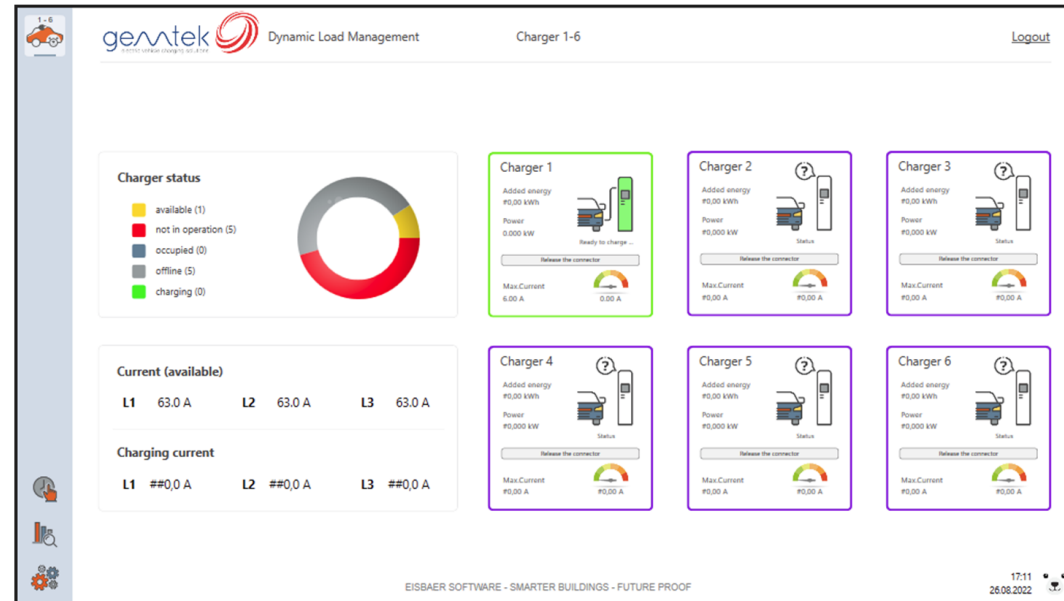 1 - 6
gemtek
Dynamic Load Management
Charger 1-6
Logout
Charger status
available (1)
not in operation (5)
occupied (0)
offline (5)
charging (0)
Current (available)
L1 63.0 A L2 63.0 A L3 63.0 A
Charging current
L1 ##0,0 A L2 ##0,0 A L3 ##0,0 A
Charger 1
Added energy
#0,00 kWh
Power
0.000 kW
Ready to charge ...
Release the connector
Max.Current
6.00 A 0.00 A
Charger 2
?
Added energy
#0,00 kWh
Power
#0,000 kW
Status
Release the connector
Max.Current
#0,00 A #0,00 A
Charger 3
?
Added energy
#0,00 kWh
Power
#0,000 kW
Status
Release the connector
Max.Current
#0,00 A #0,00 A
Charger 4
?
Added energy
#0,00 kWh
Power
#0,000 kW
Status
Release the connector
Max.Current
#0,00 A #0,00 A
Charger 5
?
Added energy
#0,00 kWh
Power
#0,000 kW
Status
Release the connector
Max.Current
#0,00 A #0,00 A
Charger 6
?
Added energy
#0,00 kWh
Power
#0,000 kW
Status
Release the connector
Max.Current
#0,00 A #0,00 A
EISBAER SOFTWARE - SMARTER BUILDINGS - FUTURE PROOF
17:11
26.08.2022